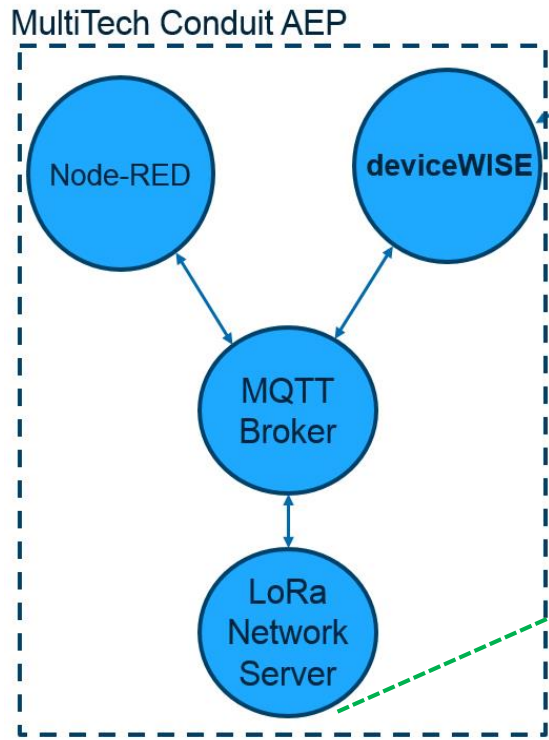 MultiTech Conduit AEP
Node-RED
deviceWISE
MQTT
Broker
LoRa
Network
Server